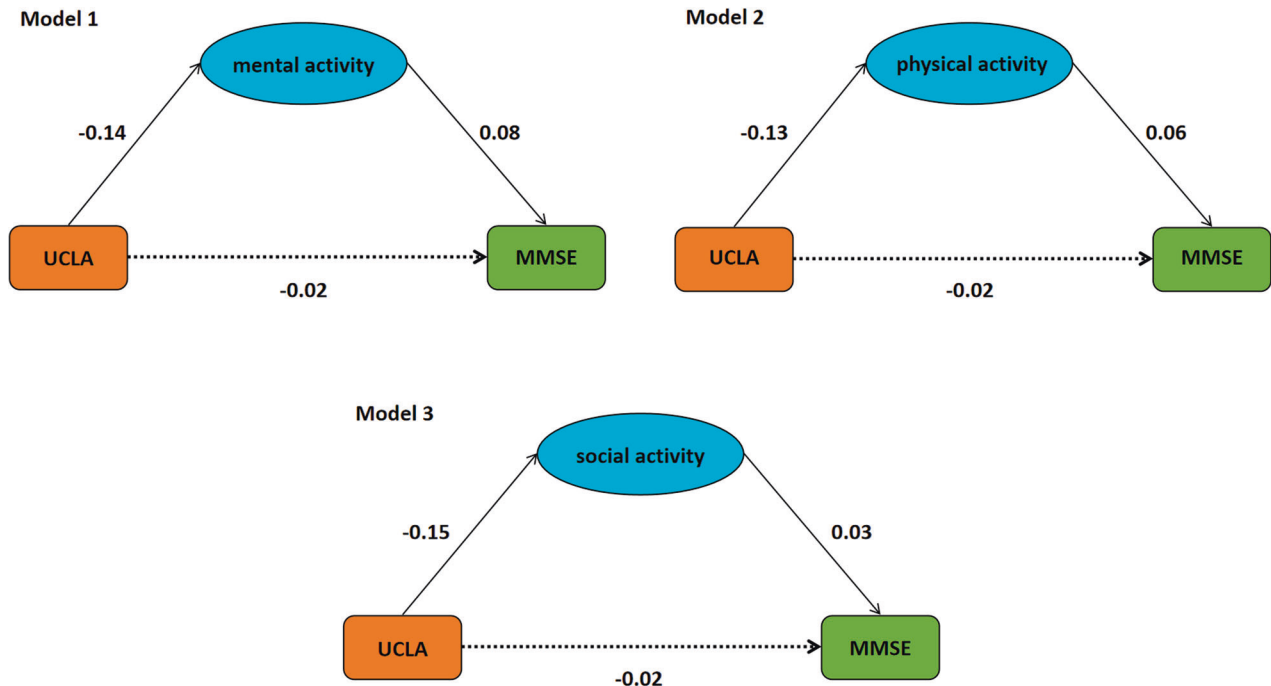 Model 1
mental activity
-0.14
0.08
UCLA
MMSE
-0.02
Model 2
physical activity
-0.13
0.06
UCLA
MMSE
-0.02
Model 3
social activity
-0.15
0.03
UCLA
MMSE
-0.02